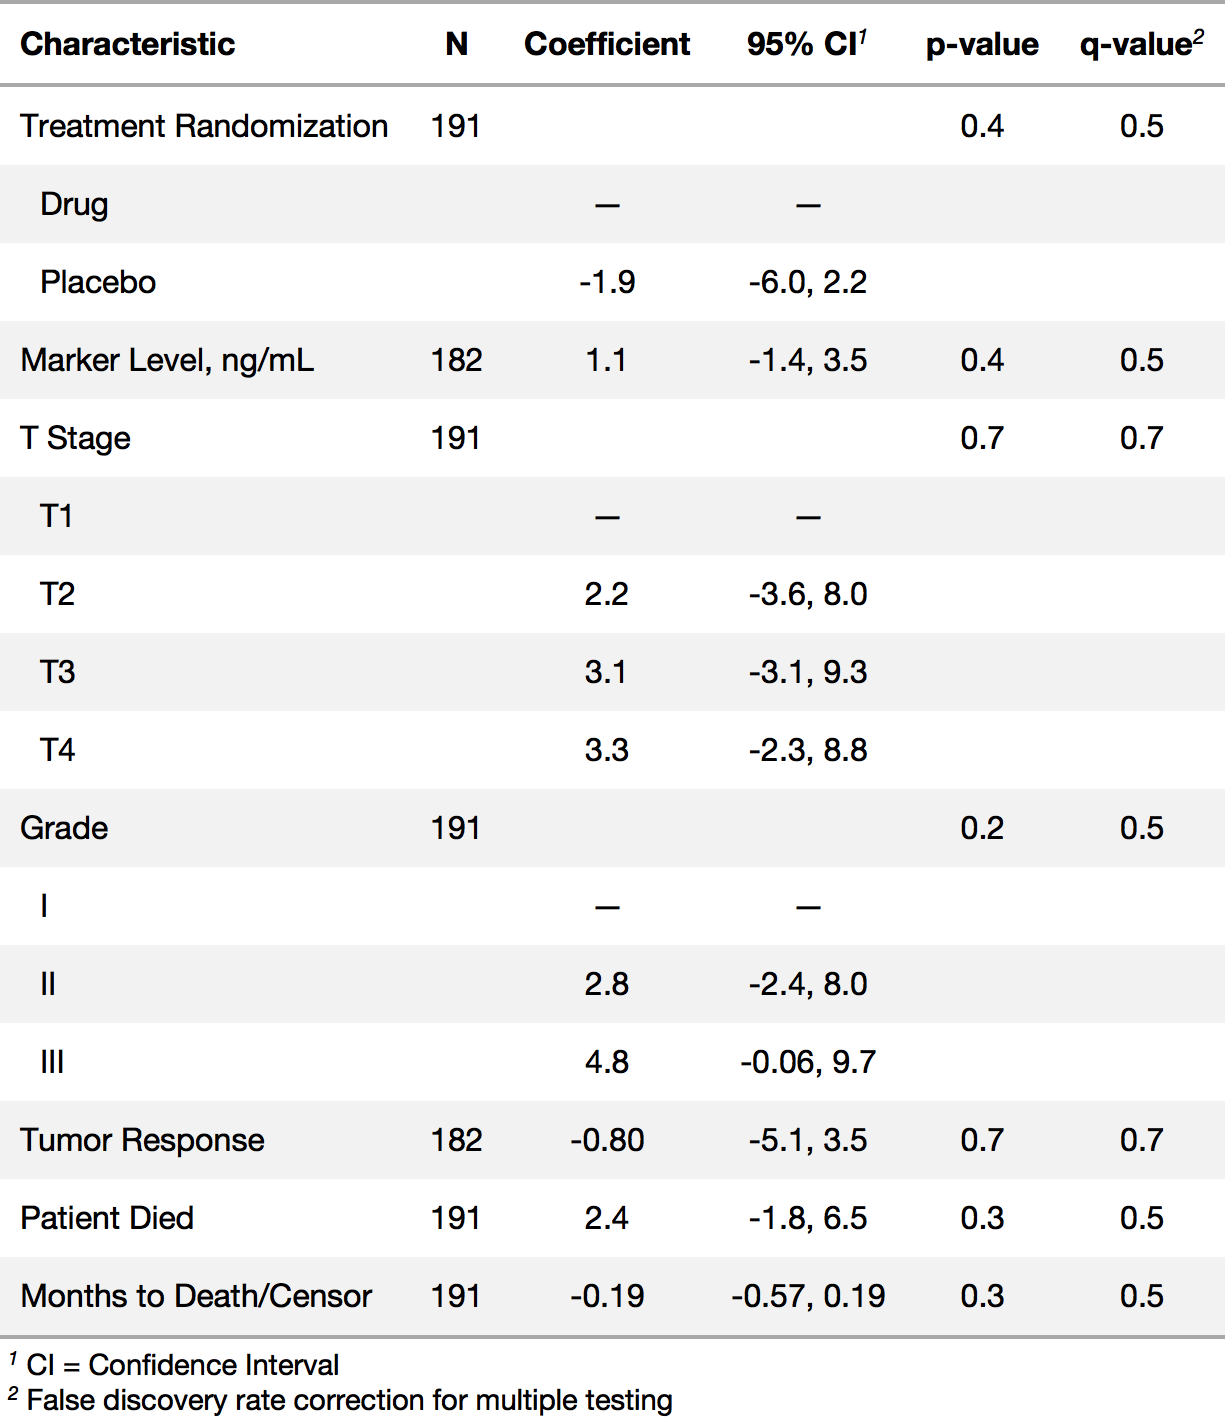 Characteristic N Coefficient 95% CI1 p-value q-value2
Treatment Randomization 191 0.4 0.5
Drug — —
Placebo -1.9 -6.0, 2.2
Marker Level, ng/mL 182 1.1 -1.4, 3.5 0.4 0.5
T Stage 191 0.7 0.7
T1 — —
T2 2.2 -3.6, 8.0
T3 3.1 -3.1, 9.3
T4 3.3 -2.3, 8.8
Grade 191 0.2 0.5
I — —
II 2.8 -2.4, 8.0
III 4.8 -0.06, 9.7
Tumor Response 182 -0.80 -5.1, 3.5 0.7 0.7
Patient Died 191 2.4 -1.8, 6.5 0.3 0.5
Months to Death/Censor 191 -0.19 -0.57, 0.19 0.3 0.5
1 CI = Confidence Interval
2 False discovery rate correction for multiple testing